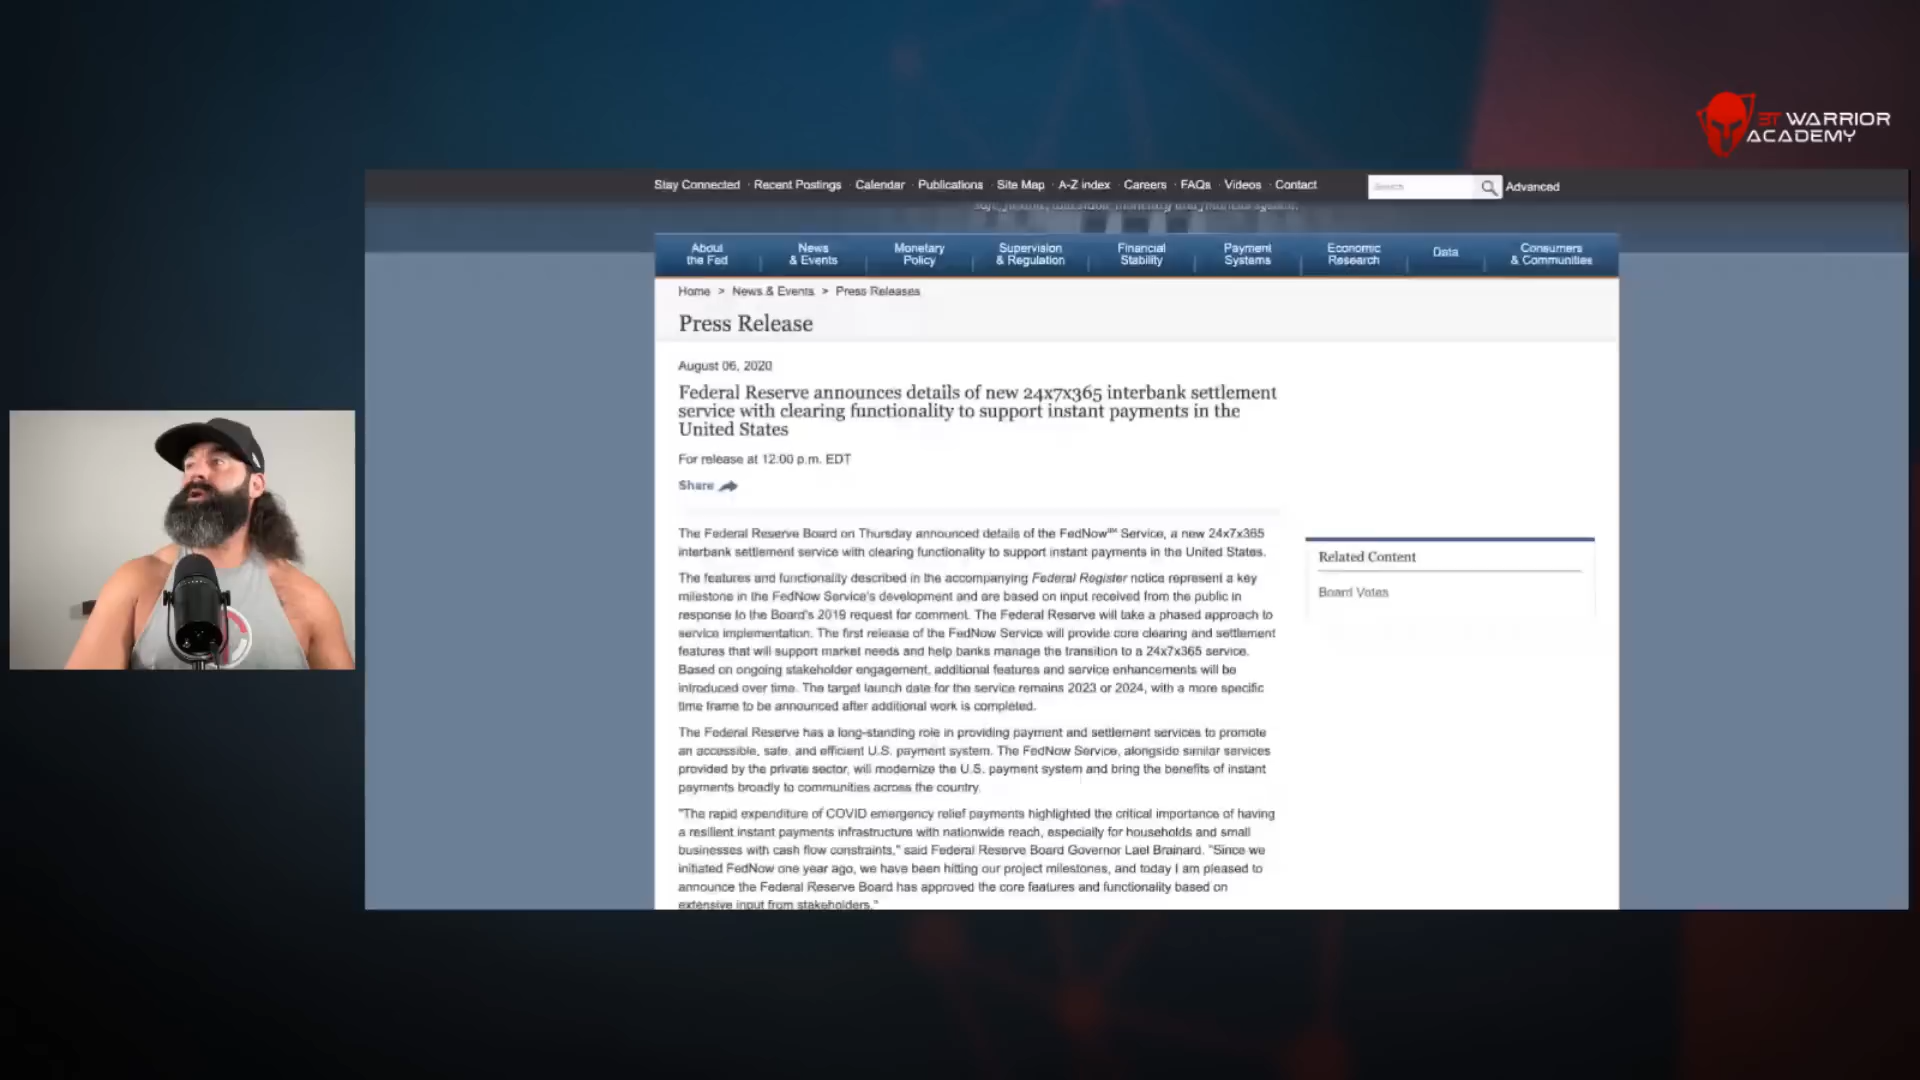 3T WARRIOR
ACADEMY
Stay Connected · Recent Postings · Calendar · Publications · Site Map · A-Z index · Careers · FAQs · Videos · Contact
Search
Advanced
About
the Fed
News
& Events
Monetary
Policy
Supervision
& Regulation
Financial
Stability
Payment
Systems
Economic
Research
Data
Consumers
& Communities
Home > News & Events > Press Releases
Press Release
August 06, 2020
Federal Reserve announces details of new 24x7x365 interbank settlement
service with clearing functionality to support instant payments in the
United States
For release at 12:00 p.m. EDT
Share
The Federal Reserve Board on Thursday announced details of the FedNow℠ Service, a new 24x7x365
interbank settlement service with clearing functionality to support instant payments in the United States.
The features and functionality described in the accompanying Federal Register notice represent a key
milestone in the FedNow Service's development and are based on input received from the public in
response to the Board's 2019 request for comment. The Federal Reserve will take a phased approach to
service implementation. The first release of the FedNow Service will provide core clearing and settlement
features that will support market needs and help banks manage the transition to a 24x7x365 service.
Based on ongoing stakeholder engagement, additional features and service enhancements will be
introduced over time. The target launch date for the service remains 2023 or 2024, with a more specific
time frame to be announced after additional work is completed.
The Federal Reserve has a long-standing role in providing payment and settlement services to promote
an accessible, safe, and efficient U.S. payment system. The FedNow Service, alongside similar services
provided by the private sector, will modernize the U.S. payment system and bring the benefits of instant
payments broadly to communities across the country.
"The rapid expenditure of COVID emergency relief payments highlighted the critical importance of having
a resilient instant payments infrastructure with nationwide reach, especially for households and small
businesses with cash flow constraints," said Federal Reserve Board Governor Lael Brainard. "Since we
initiated FedNow one year ago, we have been hitting our project milestones, and today I am pleased to
announce the Federal Reserve Board has approved the core features and functionality based on
extensive input from stakeholders."
Related Content
Board Votes